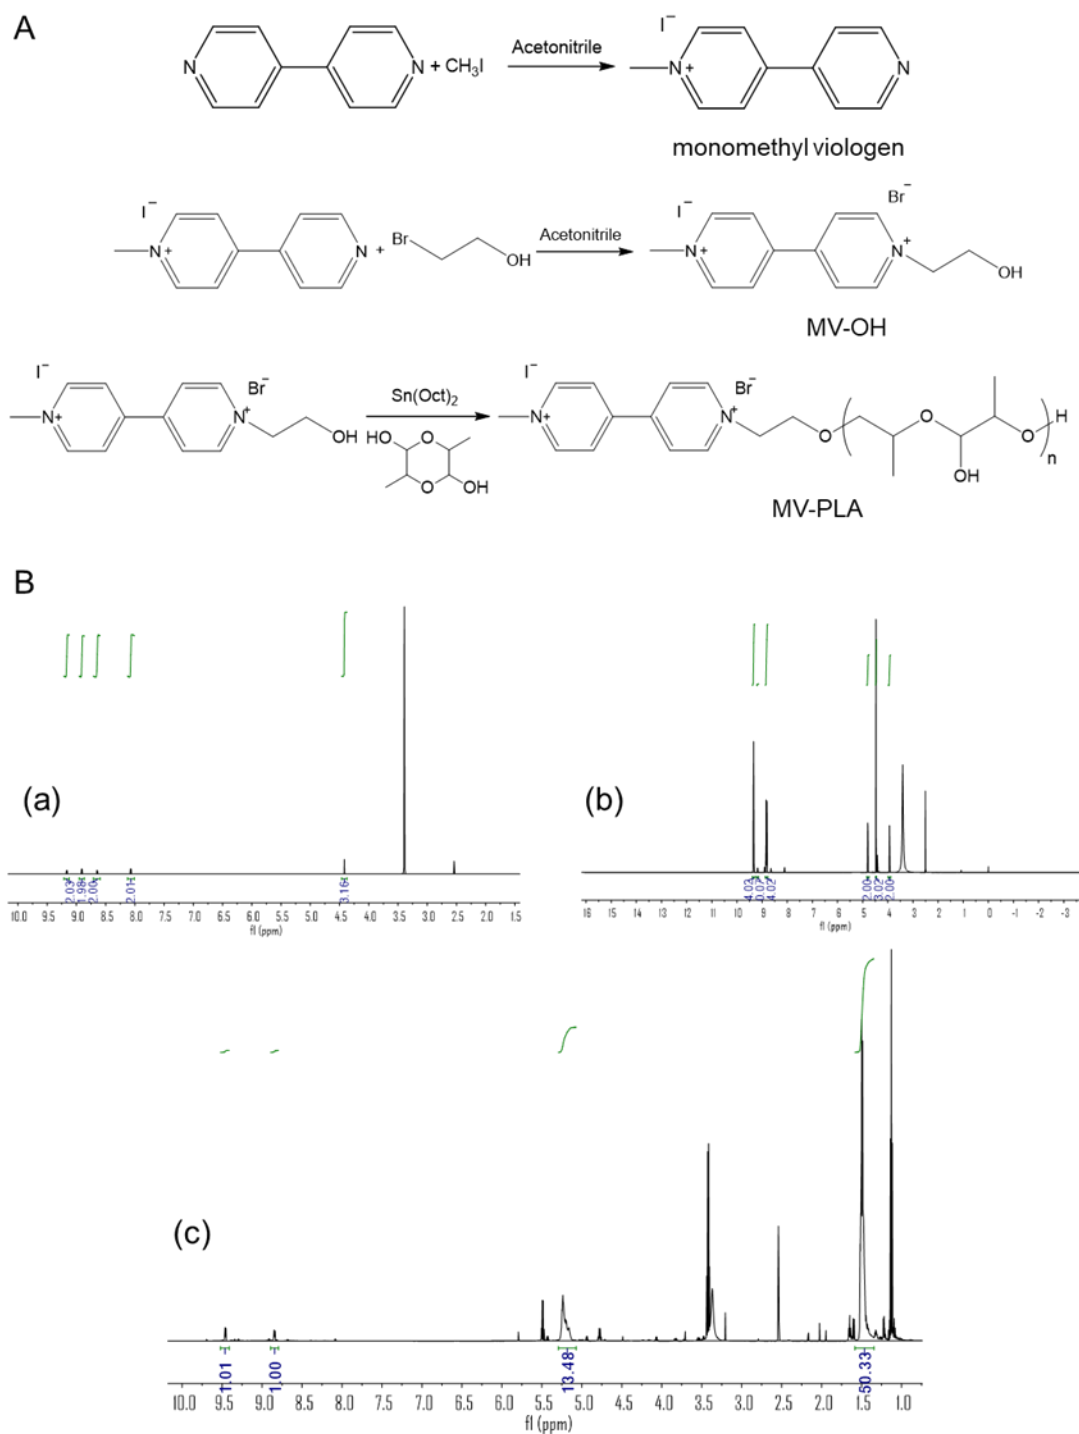 A
N
N + CH₃I
Acetonitrile
I⁻
N⁺
N
monomethyl viologen
I⁻
N⁺
N
+
Br
OH
Acetonitrile
I⁻
Br⁻
N⁺
N⁺
OH
MV-OH
I⁻
Br⁻
N⁺
N⁺
OH
Sn(Oct)₂
HO
O
O
OH
I⁻
Br⁻
N⁺
N⁺
O
O
OH
O
H
n
MV-PLA
B
(a)
2.03
1.98
2.00
2.01
3.16
10.0 9.5 9.0 8.5 8.0 7.5 7.0 6.5 6.0 5.5 5.0 4.5 4.0 3.5 3.0 2.5 2.0 1.5
fl (ppm)
(b)
4.03
4.02
2.00
3.02
2.00
16 15 14 13 12 11 10 9 8 7 6 5 4 3 2 1 0 -1 -2 -3
fl (ppm)
(c)
1.01
1.00
13.48
50.33
10.0 9.5 9.0 8.5 8.0 7.5 7.0 6.5 6.0 5.5 5.0 4.5 4.0 3.5 3.0 2.5 2.0 1.5 1.0
fl (ppm)